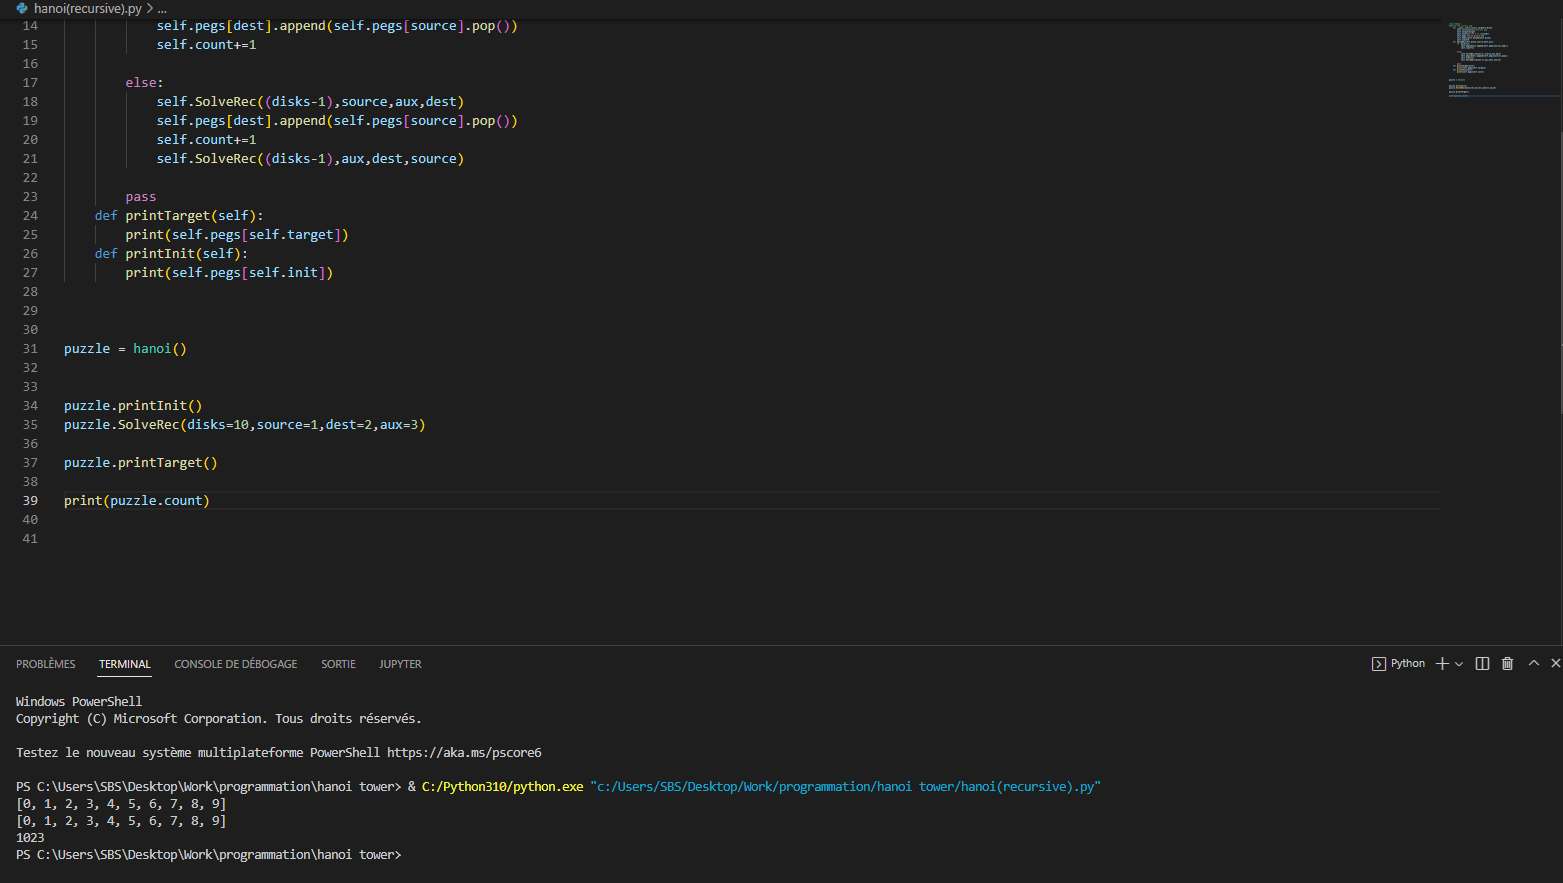 hanoi(recursive).py > ...
14 self.pegs[dest].append(self.pegs[source].pop())
15 self.count+=1
16
17 else:
18 self.SolveRec((disks-1),source,aux,dest)
19 self.pegs[dest].append(self.pegs[source].pop())
20 self.count+=1
21 self.SolveRec((disks-1),aux,dest,source)
22
23 pass
24 def printTarget(self):
25 print(self.pegs[self.target])
26 def printInit(self):
27 print(self.pegs[self.init])
28
29
30
31 puzzle = hanoi()
32
33
34 puzzle.printInit()
35 puzzle.SolveRec(disks=10,source=1,dest=2,aux=3)
36
37 puzzle.printTarget()
38
39 print(puzzle.count)
40
41
PROBLÈMES TERMINAL CONSOLE DE DÉBOGAGE SORTIE JUPYTER Python
Windows PowerShell
Copyright (C) Microsoft Corporation. Tous droits réservés.
Testez le nouveau système multiplateforme PowerShell https://aka.ms/pscore6
PS C:\Users\SBS\Desktop\Work\programmation\hanoi tower> & C:/Python310/python.exe "c:/Users/SBS/Desktop/Work/programmation/hanoi tower/hanoi(recursive).py"
[0, 1, 2, 3, 4, 5, 6, 7, 8, 9]
[0, 1, 2, 3, 4, 5, 6, 7, 8, 9]
1023
PS C:\Users\SBS\Desktop\Work\programmation\hanoi tower>